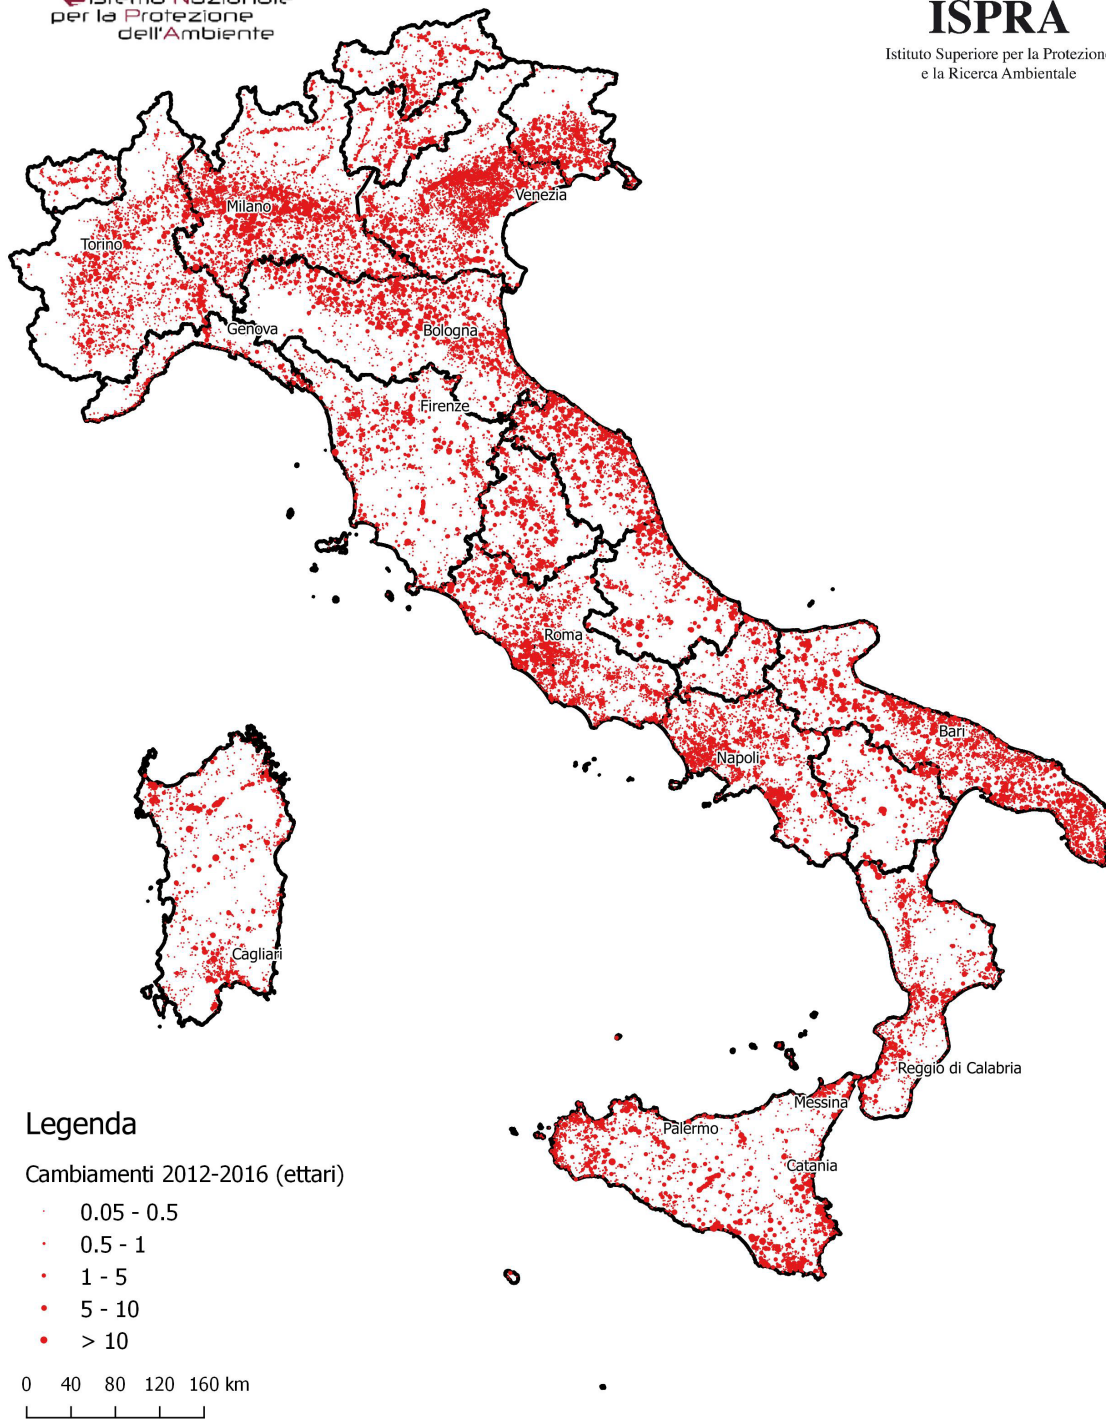 per la Protezione
dell'Ambiente
ISPRA
Istituto Superiore per la Protezione
e la Ricerca Ambientale
Milano
Venezia
Torino
Genova
Bologna
Firenze
Roma
Napoli
Bari
Cagliari
Reggio di Calabria
Messina
Palermo
Catania
Legenda
Cambiamenti 2012-2016 (ettari)
0.05 - 0.5
0.5 - 1
1 - 5
5 - 10
> 10
0 40 80 120 160 km